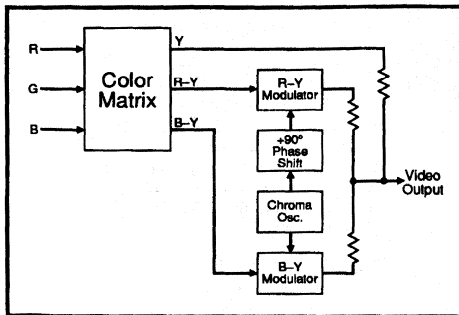 R
G
B
Color
Matrix
Y
R–Y
B–Y
R–Y
Modulator
+90°
Phase
Shift
Chroma
Osc.
B–Y
Modulator
Video
Output